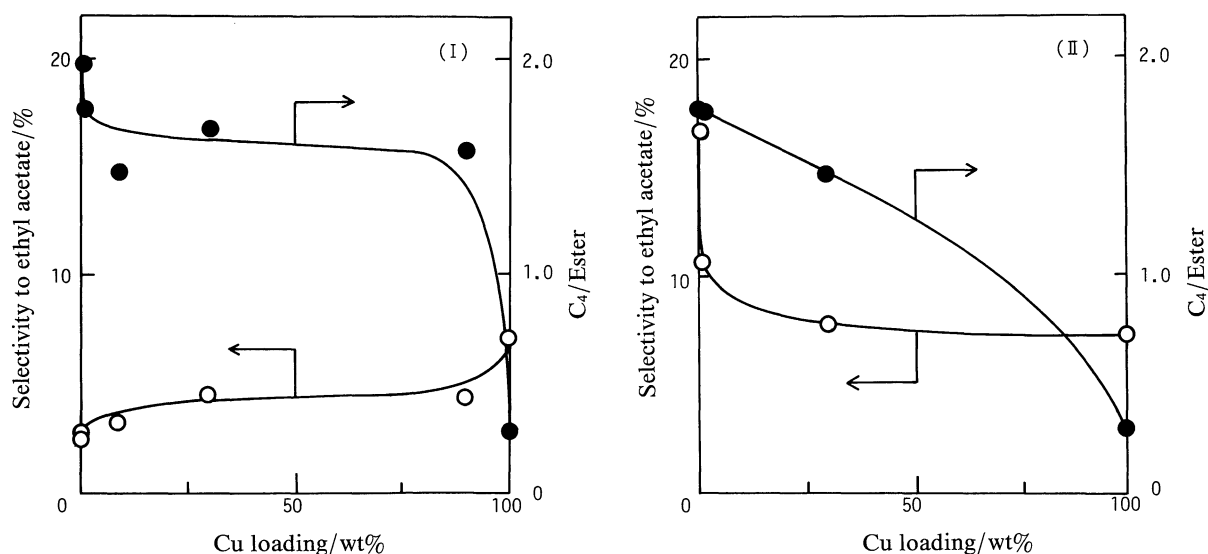 (I)
20
10
0
50
100
2.0
1.0
0
Selectivity to ethyl acetate/%
C₄/Ester
Cu loading/wt%
(II)
20
10
0
50
100
2.0
1.0
0
Selectivity to ethyl acetate/%
C₄/Ester
Cu loading/wt%